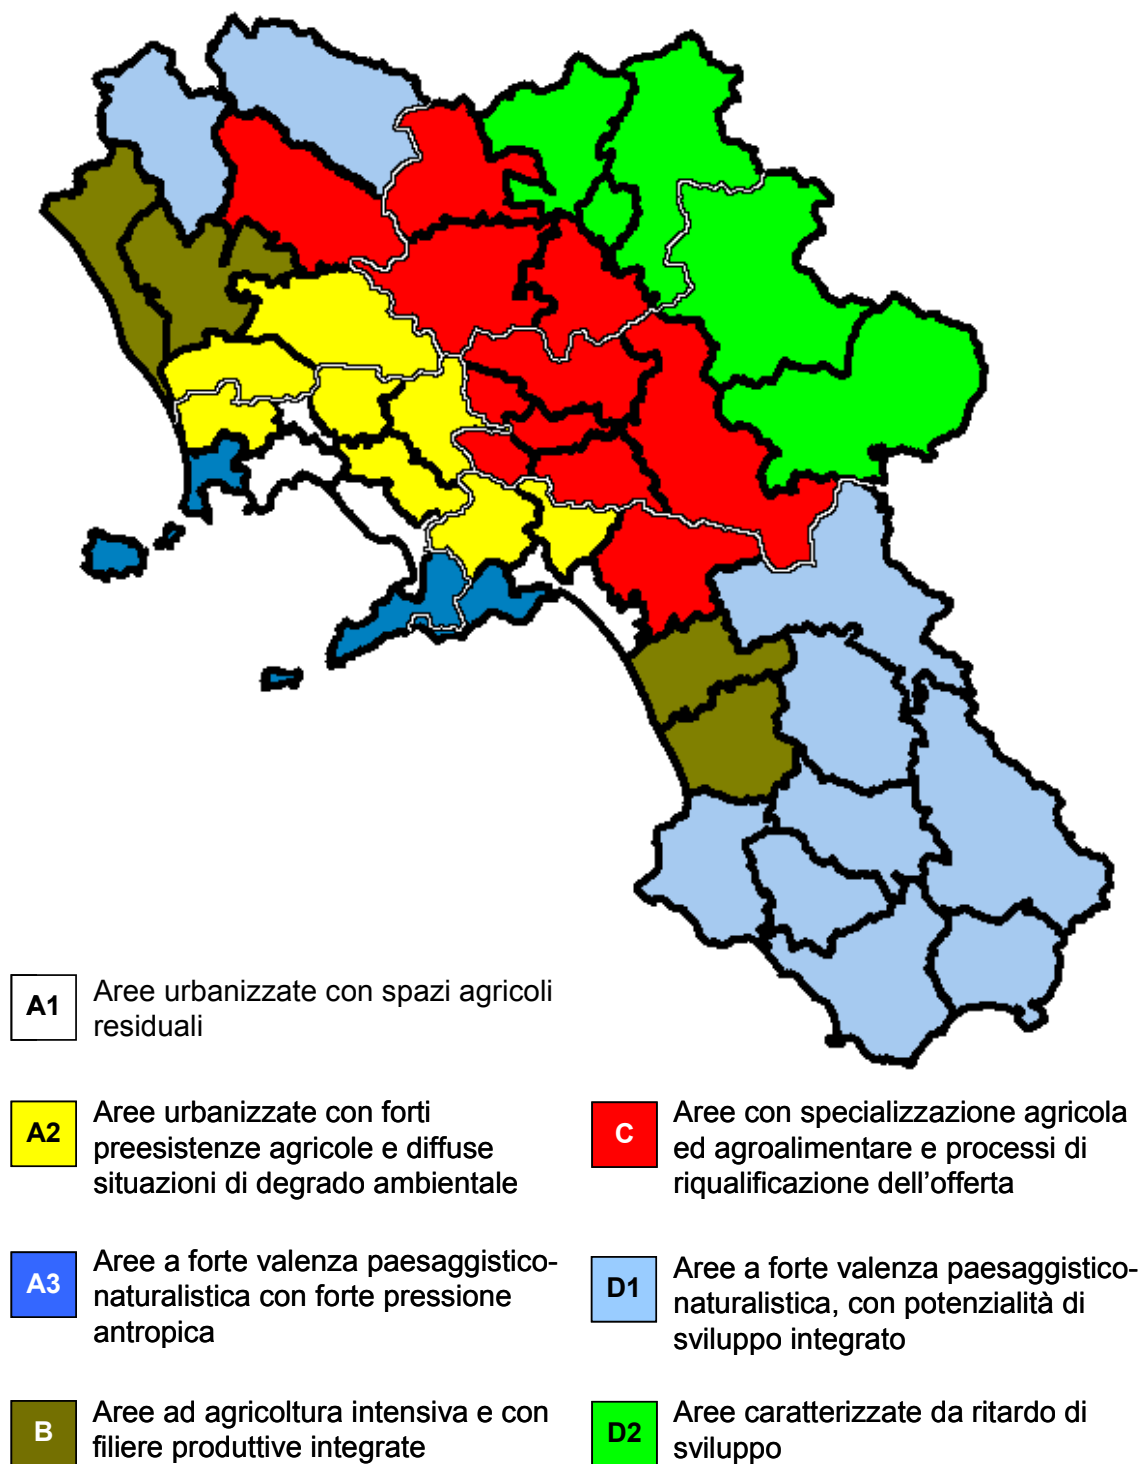 A1
Aree urbanizzate con spazi agricoli
residuali
A2
Aree urbanizzate con forti
preesistenze agricole e diffuse
situazioni di degrado ambientale
A3
Aree a forte valenza paesaggistico-
naturalistica con forte pressione
antropica
B
Aree ad agricoltura intensiva e con
filiere produttive integrate
C
Aree con specializzazione agricola
ed agroalimentare e processi di
riqualificazione dell’offerta
D1
Aree a forte valenza paesaggistico-
naturalistica, con potenzialità di
sviluppo integrato
D2
Aree caratterizzate da ritardo di
sviluppo